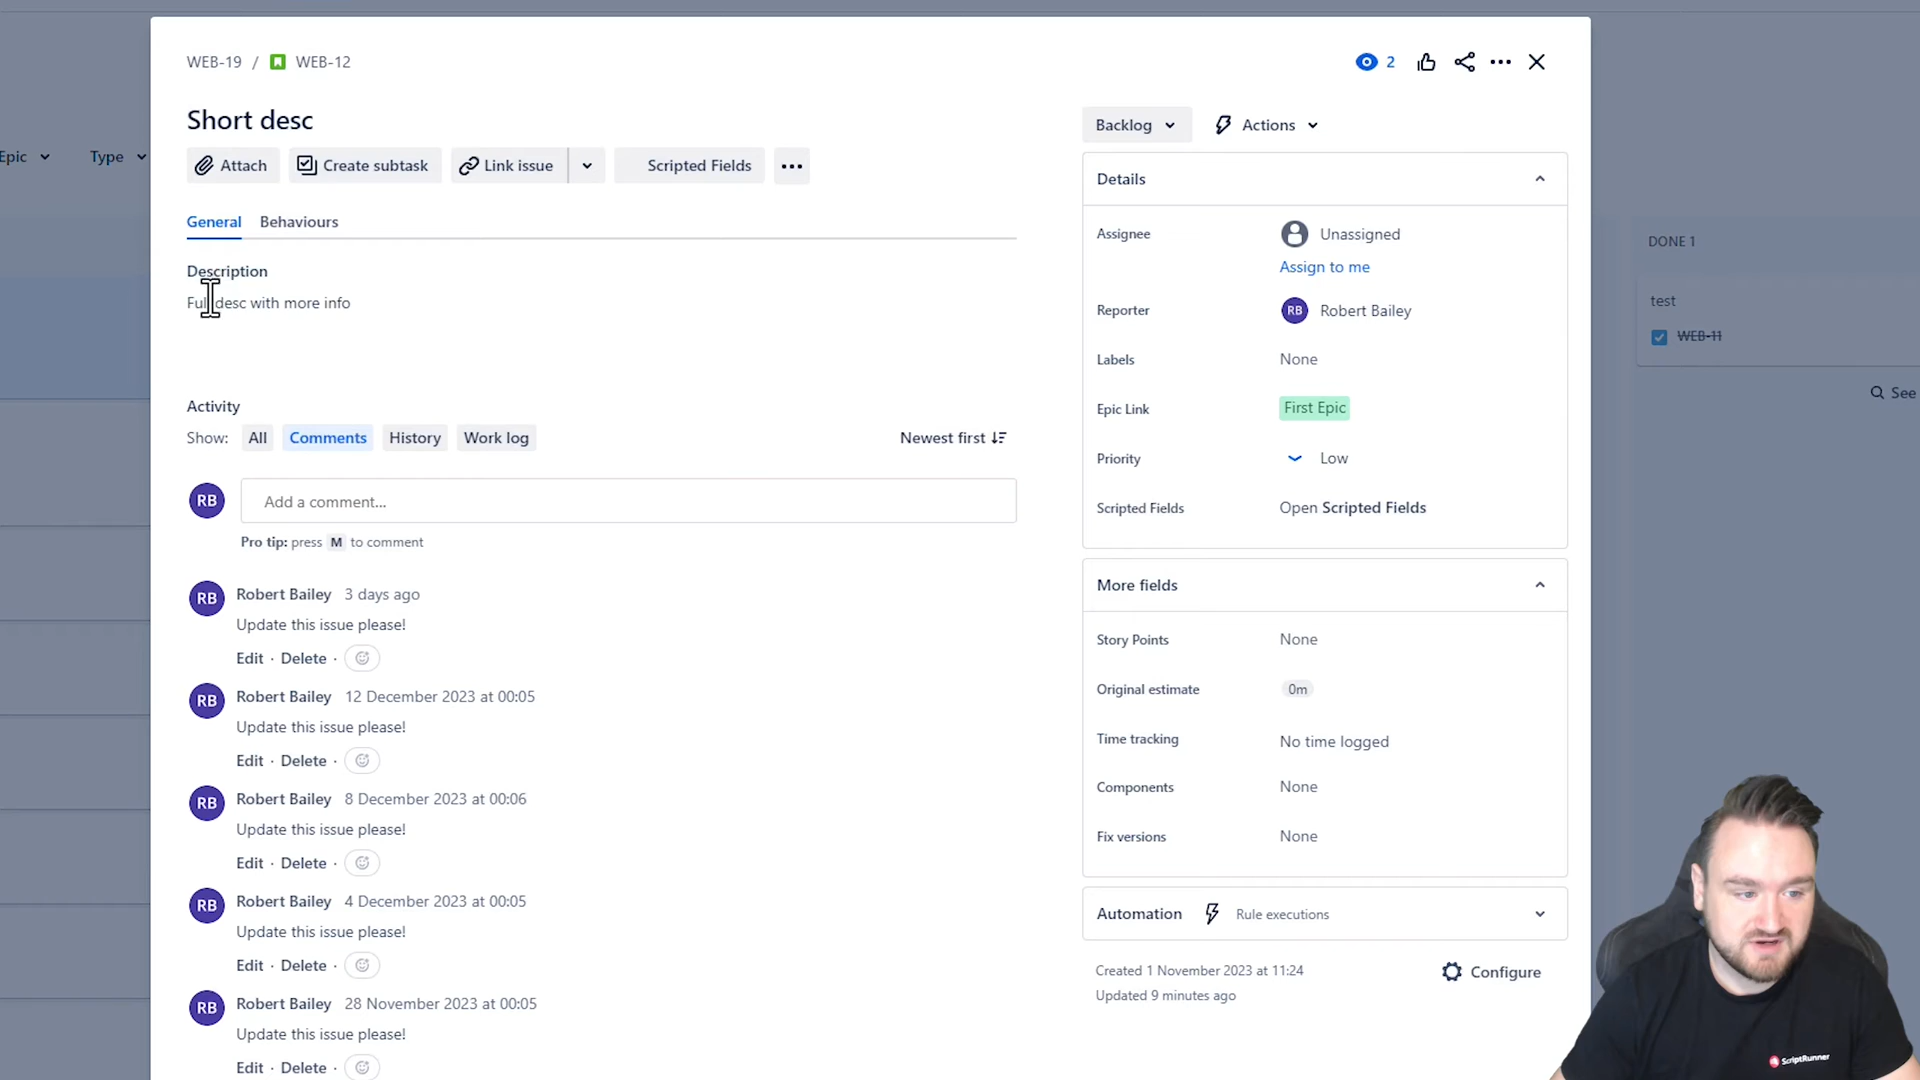 WEB-19 / WEB-12
2
Short desc
Attach
Create subtask
Link issue
Scripted Fields
Backlog
Actions
Epic
Type
General
Behaviours
Description
Full desc with more info
Activity
Show:
All
Comments
History
Work log
Newest first
RB
Add a comment...
Pro tip: press M to comment
RB
Robert Bailey 3 days ago
Update this issue please!
Edit · Delete ·
RB
Robert Bailey 12 December 2023 at 00:05
Update this issue please!
Edit · Delete ·
RB
Robert Bailey 8 December 2023 at 00:06
Update this issue please!
Edit · Delete ·
RB
Robert Bailey 4 December 2023 at 00:05
Update this issue please!
Edit · Delete ·
RB
Robert Bailey 28 November 2023 at 00:05
Update this issue please!
Edit · Delete ·
Details
Assignee
Unassigned
Assign to me
Reporter
RB
Robert Bailey
Labels
None
Epic Link
First Epic
Priority
Low
Scripted Fields
Open Scripted Fields
More fields
Story Points
None
Original estimate
0m
Time tracking
No time logged
Components
None
Fix versions
None
Automation
Rule executions
Created 1 November 2023 at 11:24
Updated 9 minutes ago
Configure
DONE 1
test
WEB-11
See
ScriptRunner